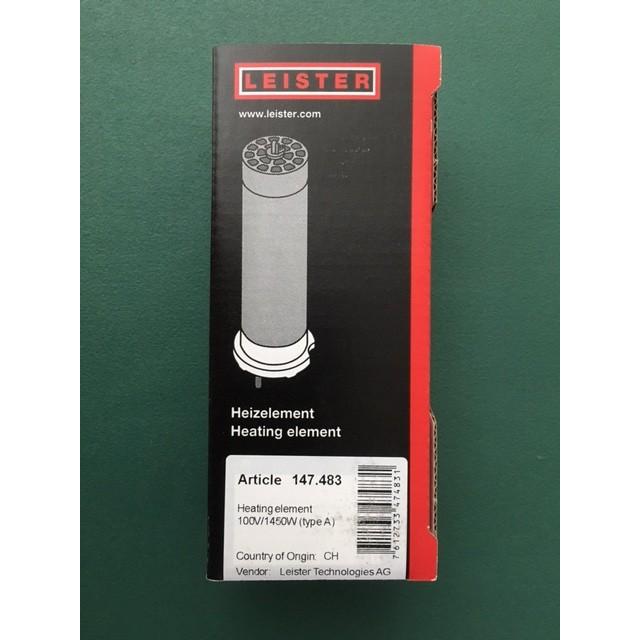 LEISTER
www.leister.com
Heizelement
Heating element
Article 147.483
Heating element
100V/1450W (type A)
Country of Origin: CH
Vendor: Leister Technologies AG
7612733474831